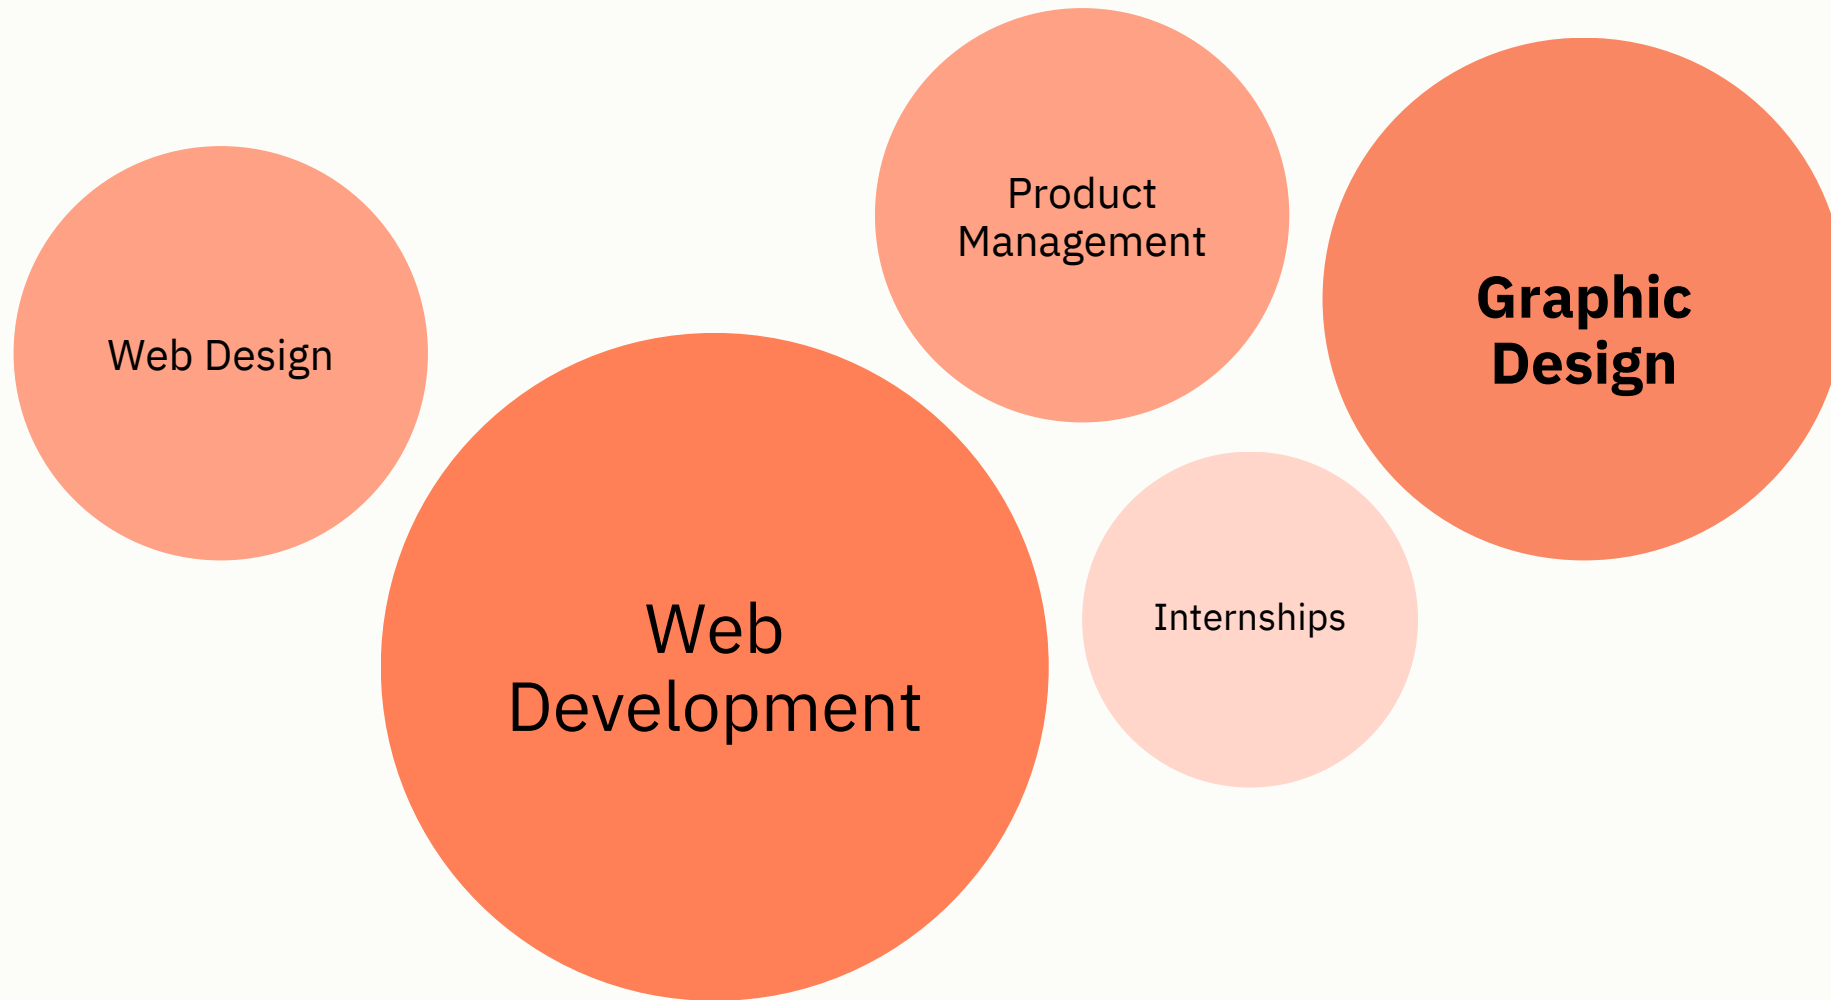 Web Design
Web
Development
Product
Management
Internships
Graphic
Design